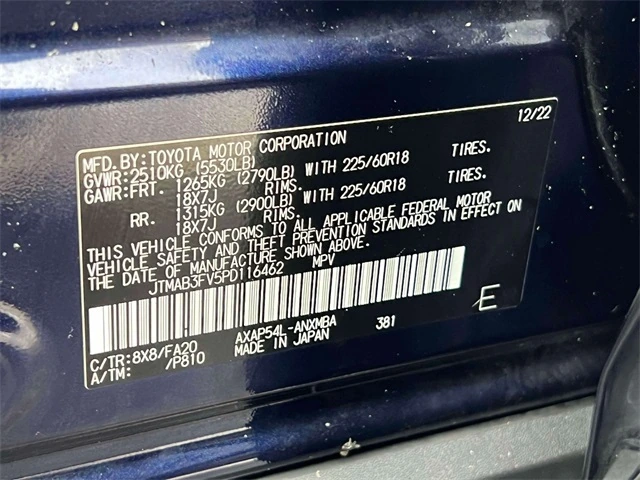 12/22
MFD.BY:TOYOTA MOTOR CORPORATION
GVWR:2510KG (5530LB)
GAWR:FRT. 1265KG (2790LB) WITH 225/60R18 TIRES.
18X7J RIMS.
RR. 1315KG (2900LB) WITH 225/60R18 TIRES.
18X7J RIMS.
THIS VEHICLE CONFORMS TO ALL APPLICABLE FEDERAL MOTOR
VEHICLE SAFETY AND THEFT PREVENTION STANDARDS IN EFFECT ON
THE DATE OF MANUFACTURE SHOWN ABOVE.
JTMAB3FV5PD116462 MPV
E
C/TR:8X8/FA20 AXAP54L-ANXMBA 381
A/TM: /P810 MADE IN JAPAN